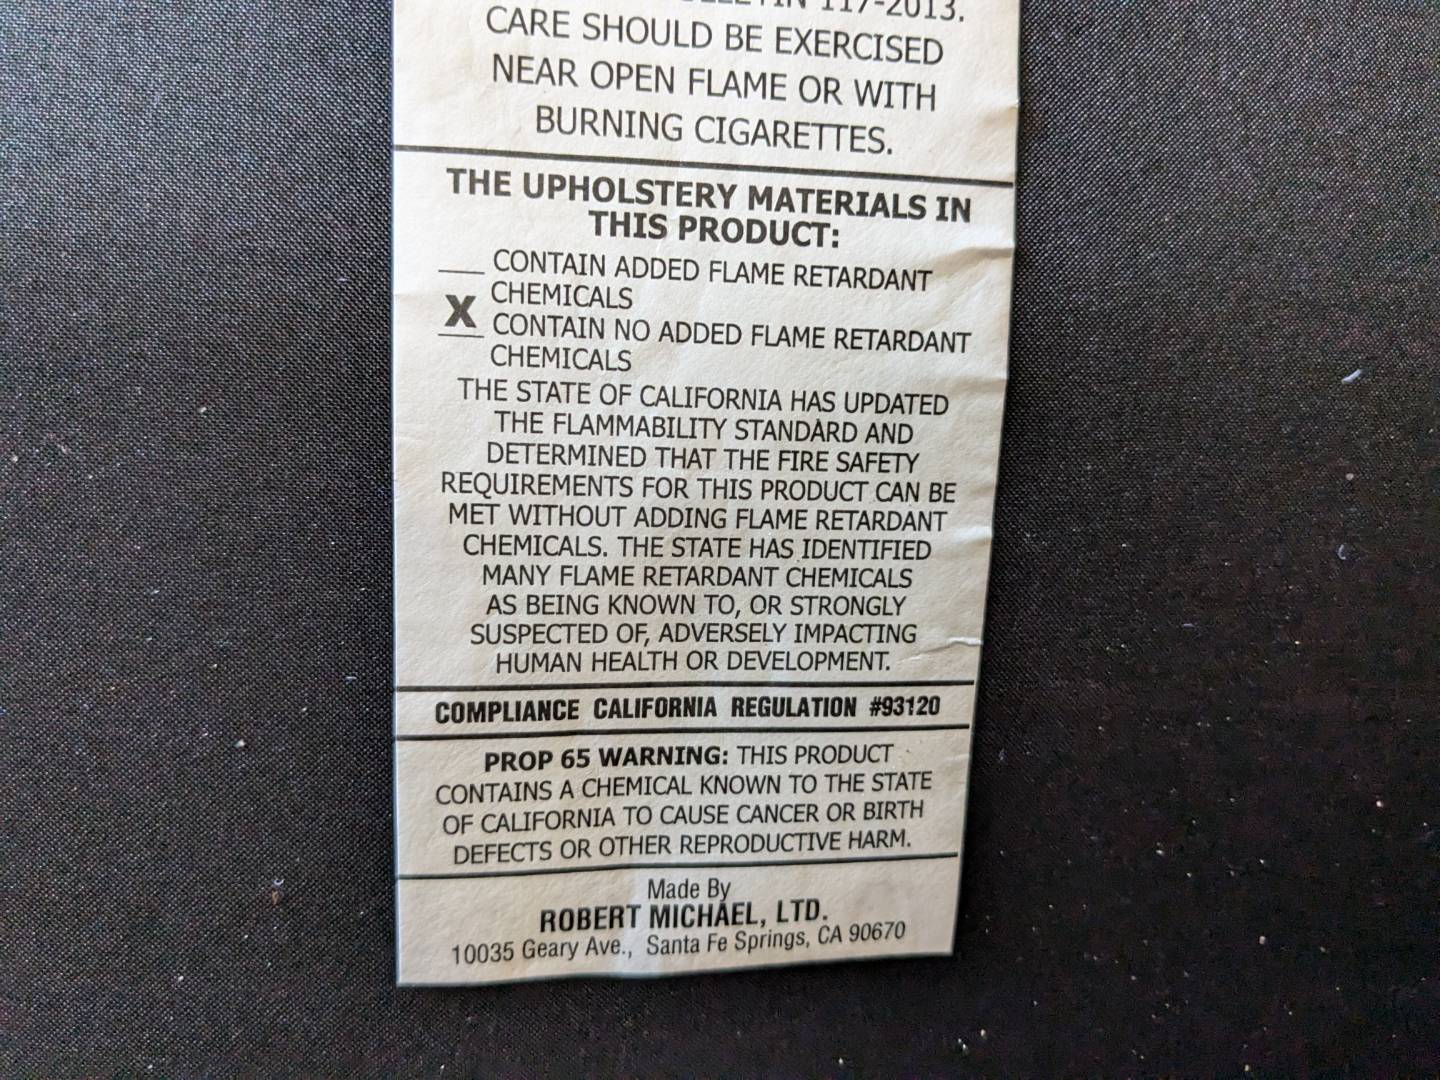 117-2013.
CARE SHOULD BE EXERCISED
NEAR OPEN FLAME OR WITH
BURNING CIGARETTES.
THE UPHOLSTERY MATERIALS IN
THIS PRODUCT:
___ CONTAIN ADDED FLAME RETARDANT
CHEMICALS
X CONTAIN NO ADDED FLAME RETARDANT
CHEMICALS
THE STATE OF CALIFORNIA HAS UPDATED
THE FLAMMABILITY STANDARD AND
DETERMINED THAT THE FIRE SAFETY
REQUIREMENTS FOR THIS PRODUCT CAN BE
MET WITHOUT ADDING FLAME RETARDANT
CHEMICALS. THE STATE HAS IDENTIFIED
MANY FLAME RETARDANT CHEMICALS
AS BEING KNOWN TO, OR STRONGLY
SUSPECTED OF, ADVERSELY IMPACTING
HUMAN HEALTH OR DEVELOPMENT.
COMPLIANCE CALIFORNIA REGULATION #93120
PROP 65 WARNING: THIS PRODUCT
CONTAINS A CHEMICAL KNOWN TO THE STATE
OF CALIFORNIA TO CAUSE CANCER OR BIRTH
DEFECTS OR OTHER REPRODUCTIVE HARM.
Made By
ROBERT MICHAEL, LTD.
10035 Geary Ave., Santa Fe Springs, CA 90670